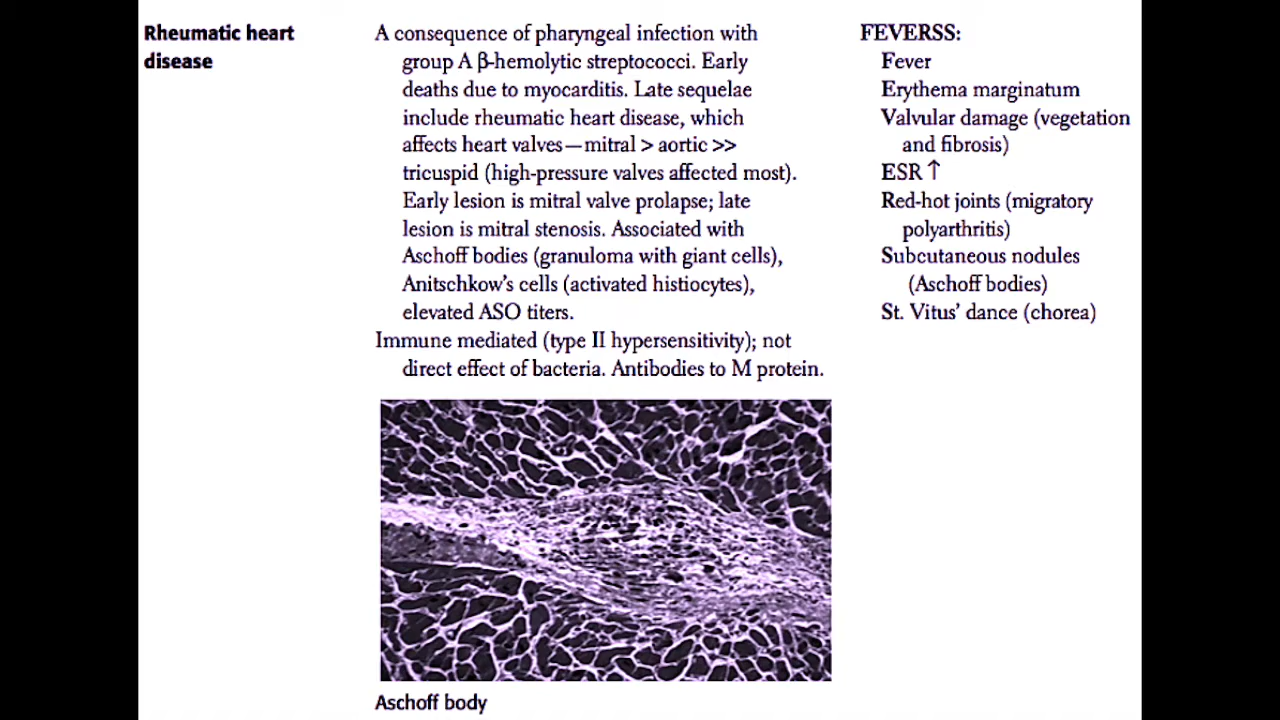 Rheumatic heart
disease
A consequence of pharyngeal infection with
group A β-hemolytic streptococci. Early
deaths due to myocarditis. Late sequelae
include rheumatic heart disease, which
affects heart valves—mitral > aortic >>
tricuspid (high-pressure valves affected most).
Early lesion is mitral valve prolapse; late
lesion is mitral stenosis. Associated with
Aschoff bodies (granuloma with giant cells),
Anitschkow's cells (activated histiocytes),
elevated ASO titers.
Immune mediated (type II hypersensitivity); not
direct effect of bacteria. Antibodies to M protein.
Aschoff body
FEVERSS:
Fever
Erythema marginatum
Valvular damage (vegetation
and fibrosis)
ESR ↑
Red-hot joints (migratory
polyarthritis)
Subcutaneous nodules
(Aschoff bodies)
St. Vitus' dance (chorea)